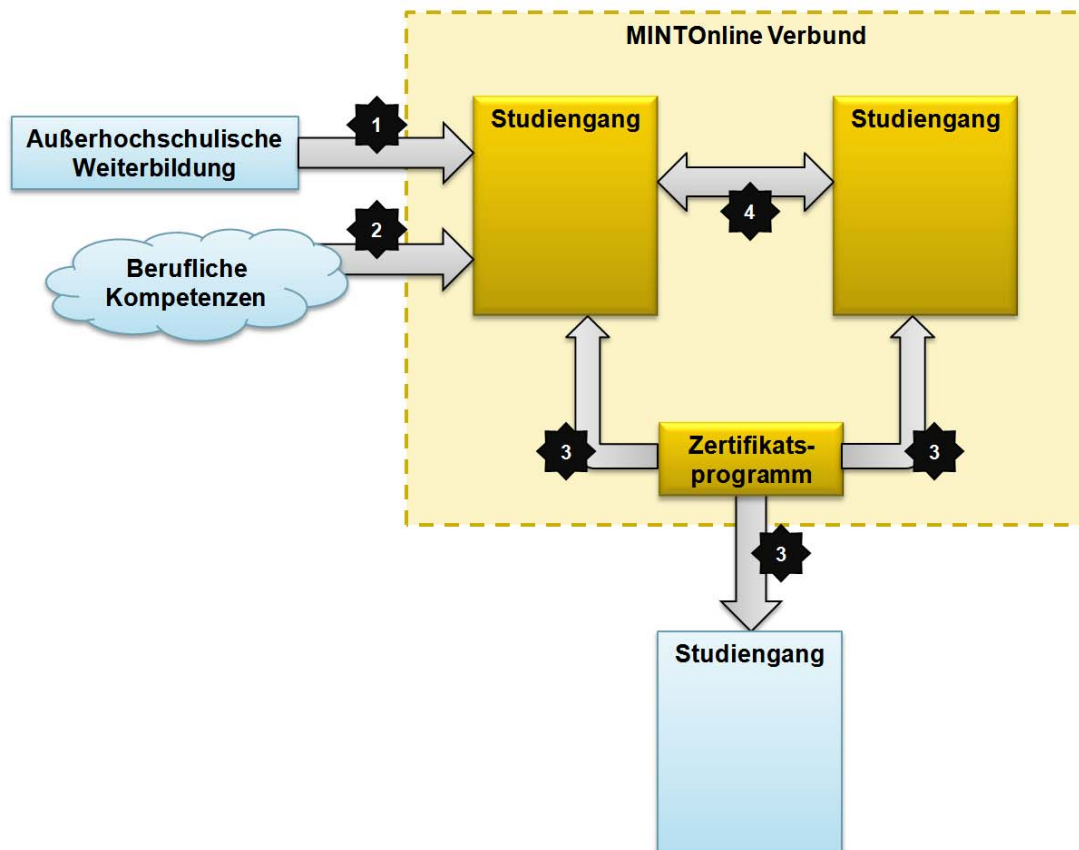 MINTOnline Verbund
Außerhochschulische
Weiterbildung
1
Studiengang
Studiengang
2
4
Berufliche
Kompetenzen
3
Zertifikats-
programm
3
3
Studiengang